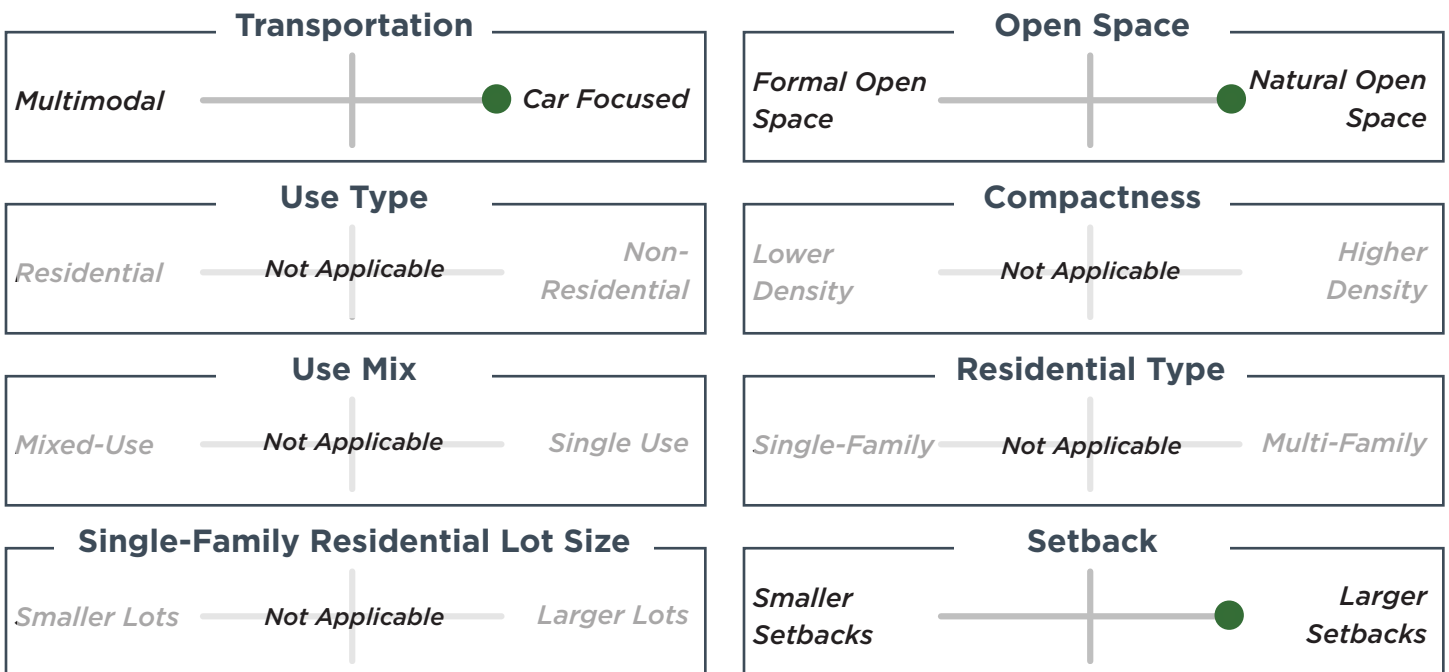 Transportation
Multimodal
Car Focused
Open Space
Formal Open
Space
Natural Open
Space
Use Type
Residential
Not Applicable
Non-
Residential
Compactness
Lower
Density
Not Applicable
Higher
Density
Use Mix
Mixed-Use
Not Applicable
Single Use
Residential Type
Single-Family
Not Applicable
Multi-Family
Single-Family Residential Lot Size
Smaller Lots
Not Applicable
Larger Lots
Setback
Smaller
Setbacks
Larger
Setbacks